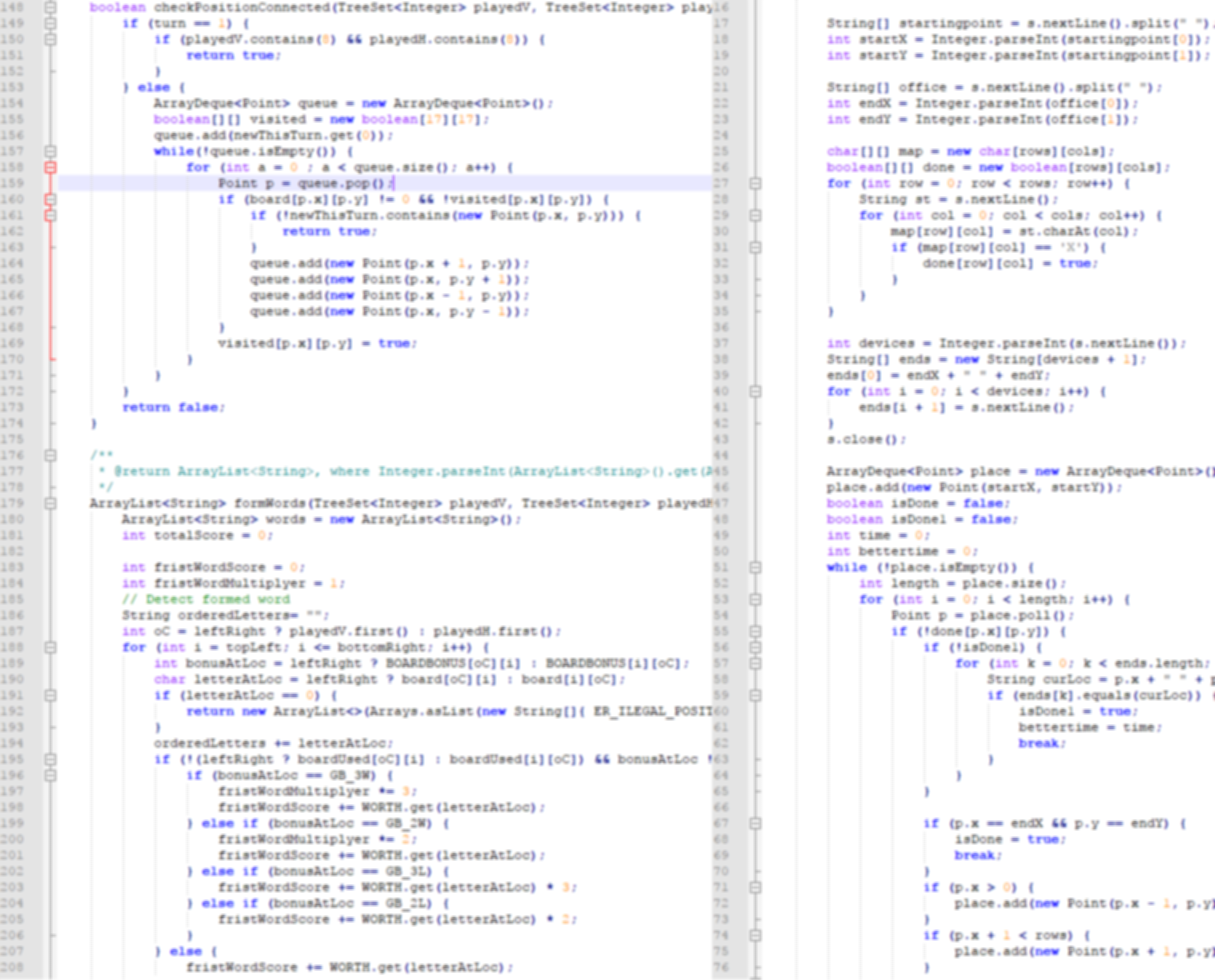 148 boolean checkPositionConnected(TreeSet<Integer> playedV, TreeSet<Integer> play
149 if (turn == 1) {
150 if (playedV.contains(8) && playedH.contains(8)) {
151 return true;
152 }
153 } else {
154 ArrayDeque<Point> queue = new ArrayDeque<Point>();
155 boolean[][] visited = new boolean[17][17];
156 queue.add(newThisTurn.get(0));
157 while(!queue.isEmpty()) {
158 for (int a = 0 ; a < queue.size(); a++) {
159 Point p = queue.pop();
160 if (board[p.x][p.y] != 0 && !visited[p.x][p.y]) {
161 if (!newThisTurn.contains(new Point(p.x, p.y))) {
162 return true;
163 }
164 queue.add(new Point(p.x + 1, p.y));
165 queue.add(new Point(p.x, p.y + 1));
166 queue.add(new Point(p.x - 1, p.y));
167 queue.add(new Point(p.x, p.y - 1));
168 }
169 visited[p.x][p.y] = true;
170 }
171 }
172 }
173 return false;
174 }
175
176 /**
177 * @return ArrayList<String>, where Integer.parseInt(ArrayList<String>().get(A
178 */
179 ArrayList<String> formWords(TreeSet<Integer> playedV, TreeSet<Integer> playedH
180 ArrayList<String> words = new ArrayList<String>();
181 int totalScore = 0;
182
183 int fristWordScore = 0;
184 int fristWordMultiplyer = 1;
185 // Detect formed word
186 String orderedLetters= "";
187 int oC = leftRight ? playedV.first() : playedH.first();
188 for (int i = topLeft; i <= bottomRight; i++) {
189 int bonusAtLoc = leftRight ? BOARDBONUS[oC][i] : BOARDBONUS[i][oC];
190 char letterAtLoc = leftRight ? board[oC][i] : board[i][oC];
191 if (letterAtLoc == 0) {
192 return new ArrayList<>(Arrays.asList(new String[]{ ER_ILEGAL_POSIT
193 }
194 orderedLetters += letterAtLoc;
195 if (!(leftRight ? boardUsed[oC][i] : boardUsed[i][oC]) && bonusAtLoc !
196 if (bonusAtLoc == GB_3W) {
197 fristWordMultiplyer *= 3;
198 fristWordScore += WORTH.get(letterAtLoc);
199 } else if (bonusAtLoc == GB_2W) {
200 fristWordMultiplyer *= 2;
201 fristWordScore += WORTH.get(letterAtLoc);
202 } else if (bonusAtLoc == GB_3L) {
203 fristWordScore += WORTH.get(letterAtLoc) * 3;
204 } else if (bonusAtLoc == GB_2L) {
205 fristWordScore += WORTH.get(letterAtLoc) * 2;
206 }
207 } else {
208 fristWordScore += WORTH.get(letterAtLoc);
16
17 String[] startingpoint = s.nextLine().split(" ")
18 int startX = Integer.parseInt(startingpoint[0]);
19 int startY = Integer.parseInt(startingpoint[1]);
20
21 String[] office = s.nextLine().split(" ");
22 int endX = Integer.parseInt(office[0]);
23 int endY = Integer.parseInt(office[1]);
24
25 char[][] map = new char[rows][cols];
26 boolean[][] done = new boolean[rows][cols];
27 for (int row = 0; row < rows; row++) {
28 String st = s.nextLine();
29 for (int col = 0; col < cols; col++) {
30 map[row][col] = st.charAt(col);
31 if (map[row][col] == 'X') {
32 done[row][col] = true;
33 }
34 }
35 }
36
37 int devices = Integer.parseInt(s.nextLine());
38 String[] ends = new String[devices + 1];
39 ends[0] = endX + " " + endY;
40 for (int i = 0; i < devices; i++) {
41 ends[i + 1] = s.nextLine();
42 }
43 s.close();
44
45 ArrayDeque<Point> place = new ArrayDeque<Point>()
46 place.add(new Point(startX, startY));
47 boolean isDone = false;
48 boolean isDone1 = false;
49 int time = 0;
50 int bettertime = 0;
51 while (!place.isEmpty()) {
52 int length = place.size();
53 for (int i = 0; i < length; i++) {
54 Point p = place.poll();
55 if (!done[p.x][p.y]) {
56 if (!isDone1) {
57 for (int k = 0; k < ends.length;
58 String curLoc = p.x + " " + p
59 if (ends[k].equals(curLoc)) {
60 isDone1 = true;
61 bettertime = time;
62 break;
63 }
64 }
65 }
66
67 if (p.x == endX && p.y == endY) {
68 isDone = true;
69 break;
70 }
71 if (p.x > 0) {
72 place.add(new Point(p.x - 1, p.y)
73 }
74 if (p.x + 1 < rows) {
75 place.add(new Point(p.x + 1, p.y)
76 }